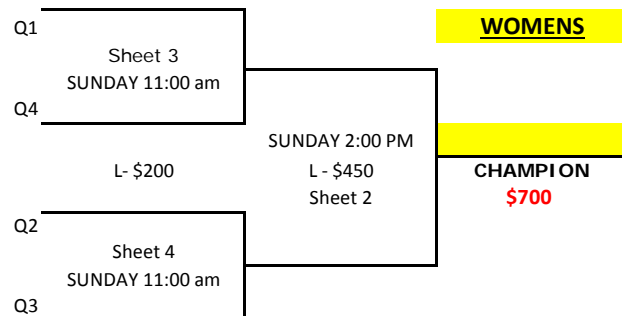 Q1
WOMENS
Sheet 3
SUNDAY 11:00 am
Q4
SUNDAY 2:00 PM
L- $200
L - $450
CHAMPION
Sheet 2
$700
Q2
Sheet 4
SUNDAY 11:00 am
Q3